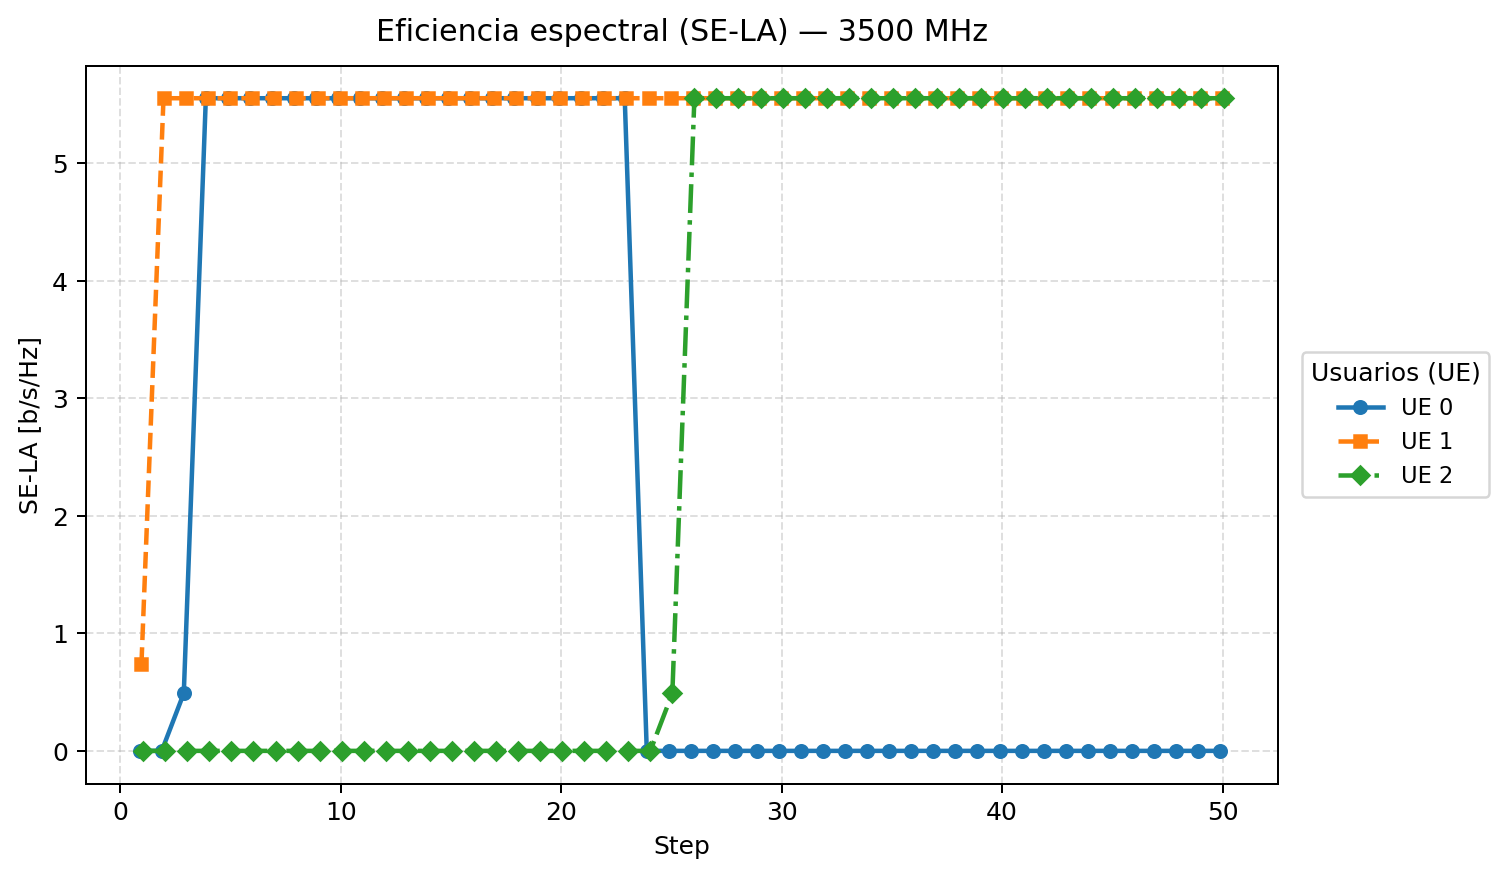 Eficiencia espectral (SE-LA) — 3500 MHz
SE-LA [b/s/Hz]
5
4
3
2
1
0
0 10 20 30 40 50
Step
Usuarios (UE)
UE 0
UE 1
UE 2